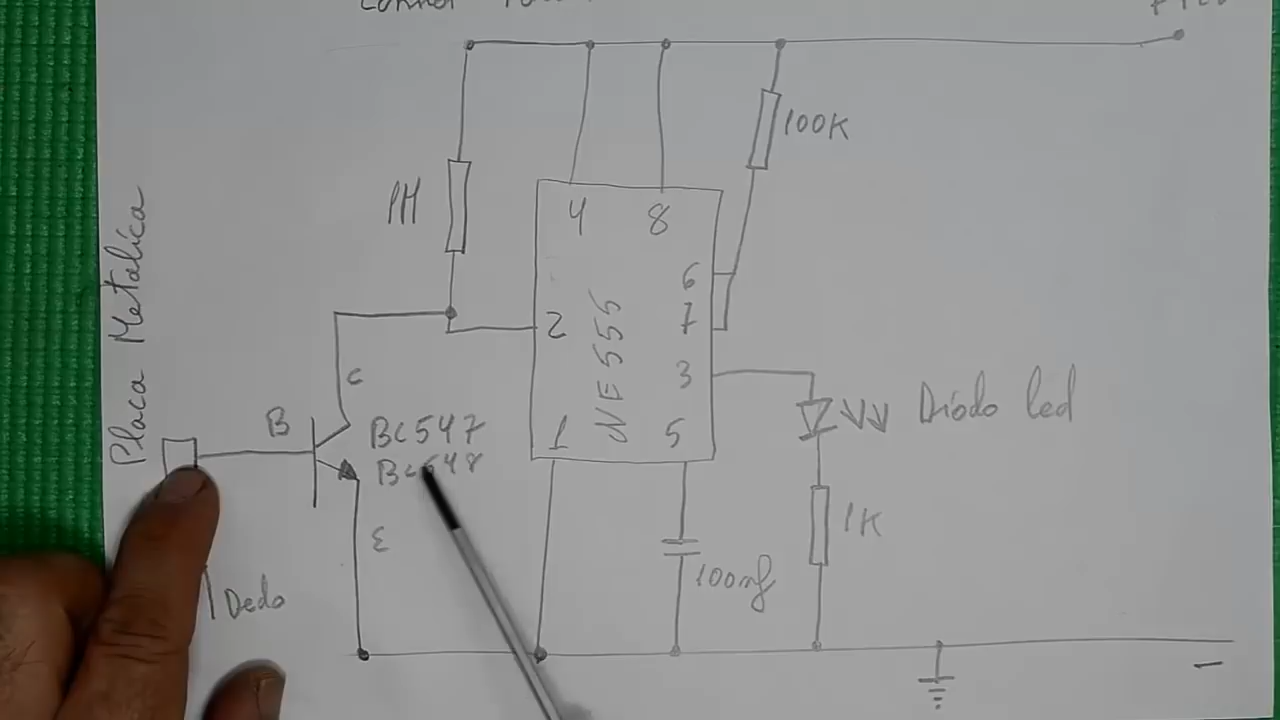 100K
1M
4 8
6
2
7
NE555
3
1
5
Placa Metalica
C
B
BC547
BC548
E
Diodo led
1K
100nf
Dedo
-